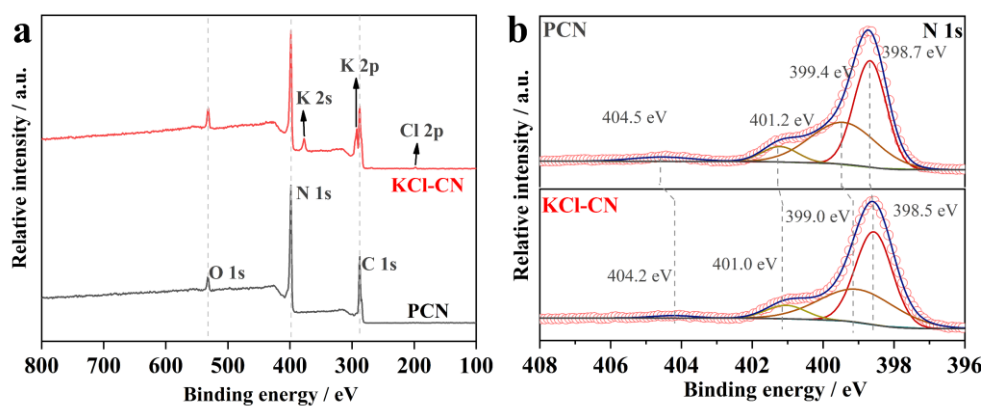 a
Relative intensity / a.u.
K 2s
K 2p
Cl 2p
KCl-CN
N 1s
O 1s
C 1s
PCN
800 700 600 500 400 300 200 100
Binding energy / eV
b
Relative intensity / a.u.
PCN
N 1s
398.7 eV
399.4 eV
401.2 eV
404.5 eV
KCl-CN
398.5 eV
399.0 eV
401.0 eV
404.2 eV
408 406 404 402 400 398 396
Binding energy / eV